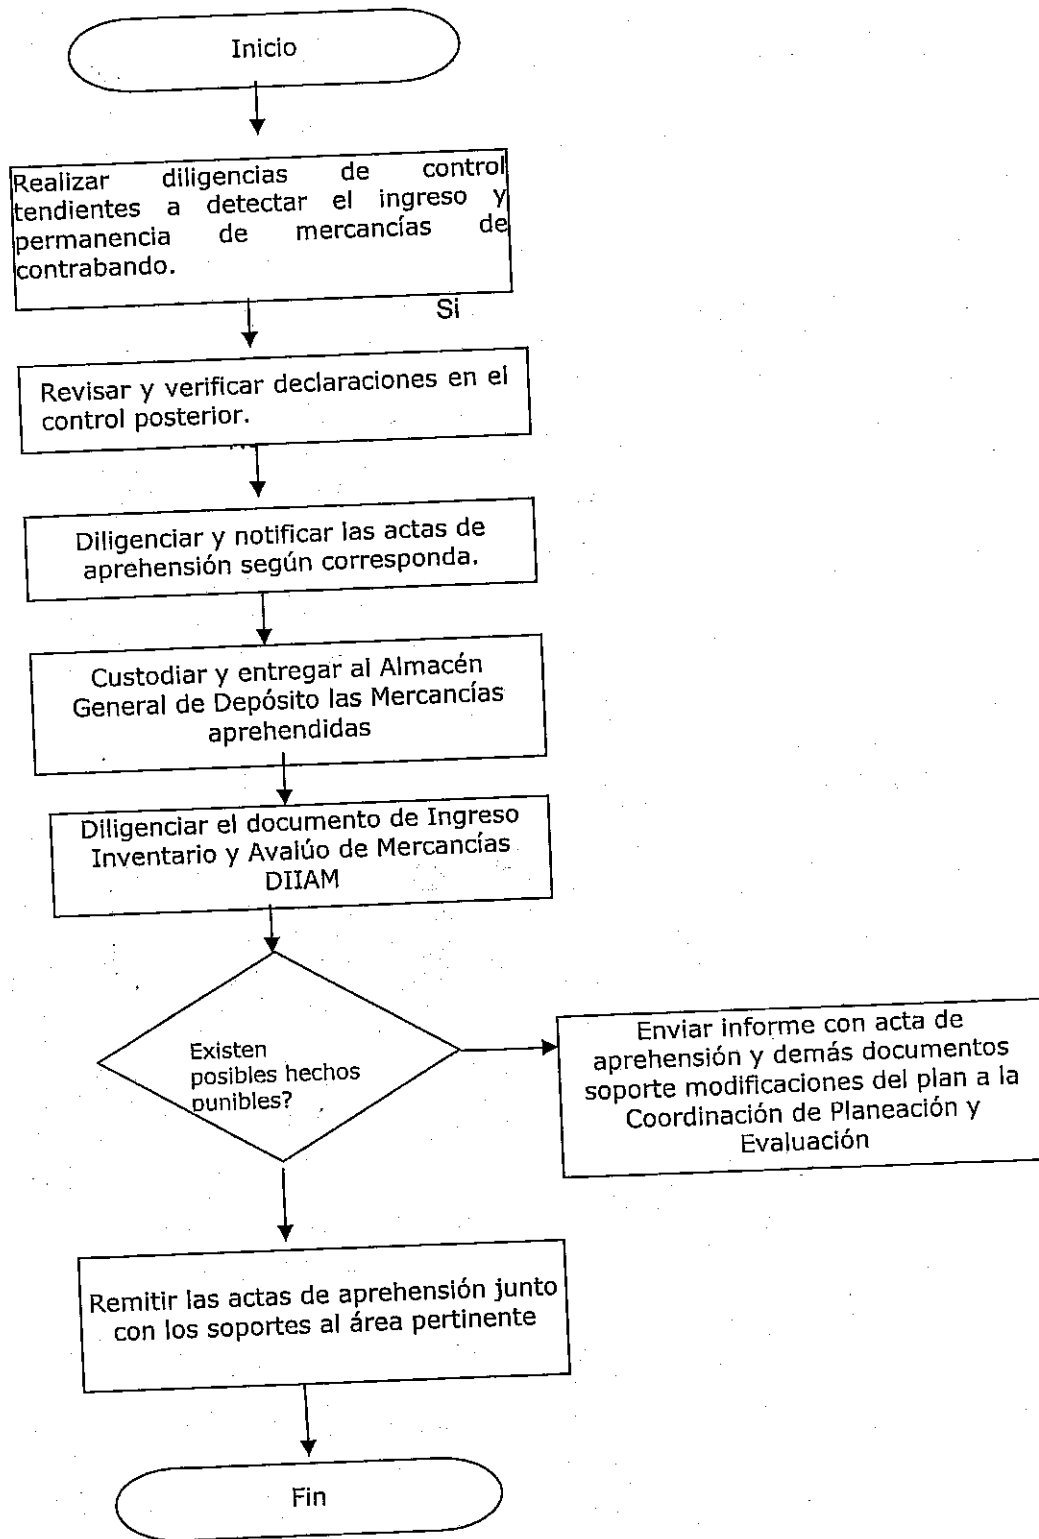 Inicio
Realizar diligencias de control
tendientes a detectar el ingreso y
permanencia de mercancías de
contrabando.
Si
Revisar y verificar declaraciones en el
control posterior.
Diligenciar y notificar las actas de
aprehensión según corresponda.
Custodiar y entregar al Almacén
General de Depósito las Mercancías
aprehendidas
Diligenciar el documento de Ingreso
Inventario y Avalúo de Mercancías
DIIAM
Existen
posibles hechos
punibles?
Enviar informe con acta de
aprehensión y demás documentos
soporte modificaciones del plan a la
Coordinación de Planeación y
Evaluación
Remitir las actas de aprehensión junto
con los soportes al área pertinente
Fin